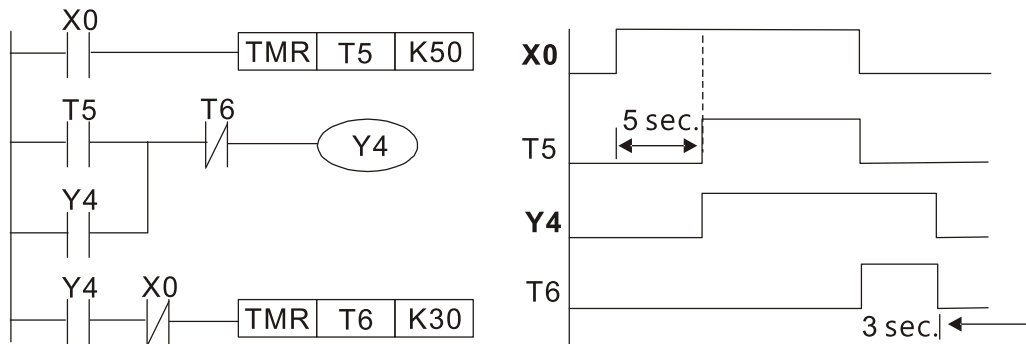 X0
TMR T5 K50
T5 T6
Y4
Y4
Y4 X0
TMR T6 K30
X0
5 sec.
T5
Y4
T6
3 sec.